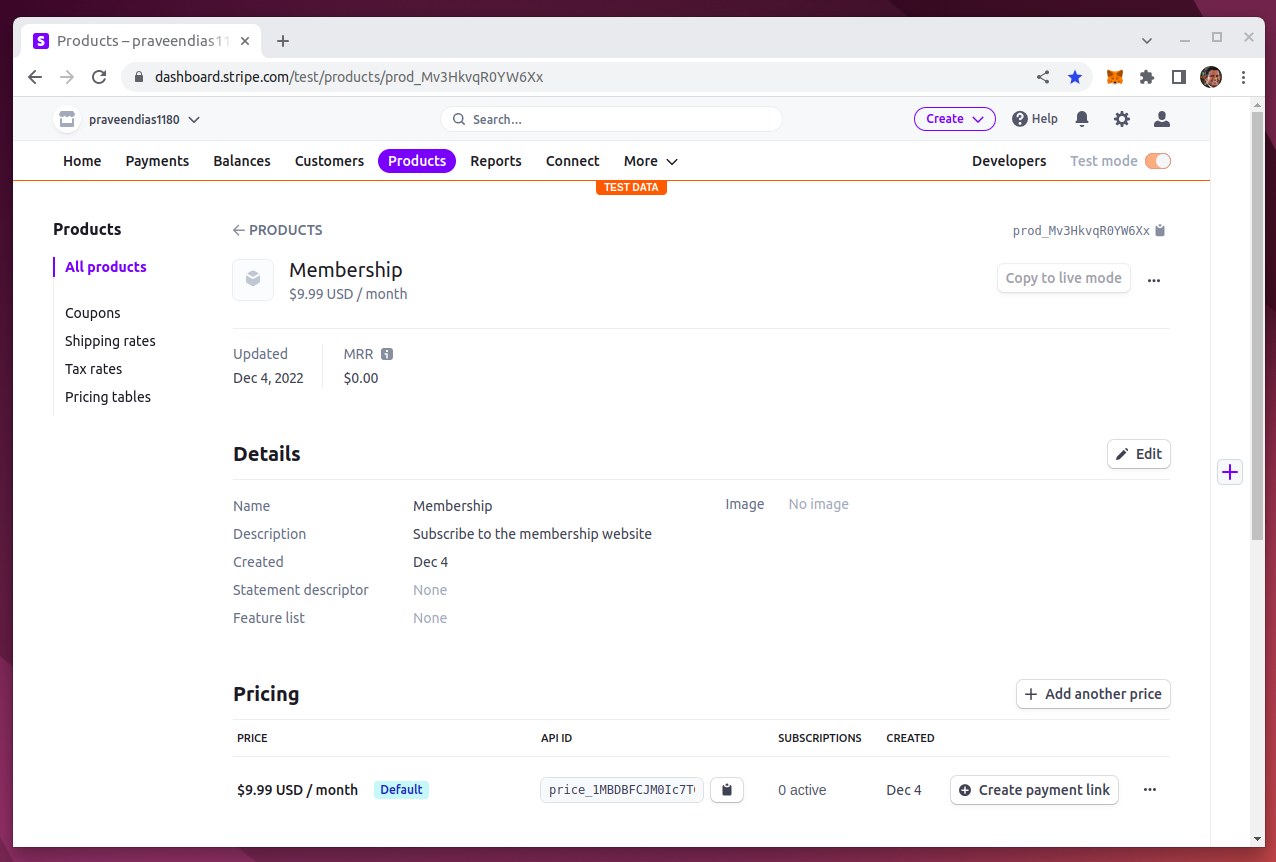 Products – praveendias11
dashboard.stripe.com/test/products/prod_Mv3HkvqR0YW6Xx
praveendias1180
Search...
Create
Help
Home Payments Balances Customers Products Reports Connect More Developers Test mode
TEST DATA
Products
All products
Coupons
Shipping rates
Tax rates
Pricing tables
PRODUCTS prod_Mv3HkvqR0YW6Xx
Membership
$9.99 USD / month
Copy to live mode
Updated MRR
Dec 4, 2022 $0.00
Details Edit
Name Membership Image No image
Description Subscribe to the membership website
Created Dec 4
Statement descriptor None
Feature list None
Pricing Add another price
PRICE API ID SUBSCRIPTIONS CREATED
$9.99 USD / month Default price_1MBDBFCJM0Ic7T 0 active Dec 4 Create payment link